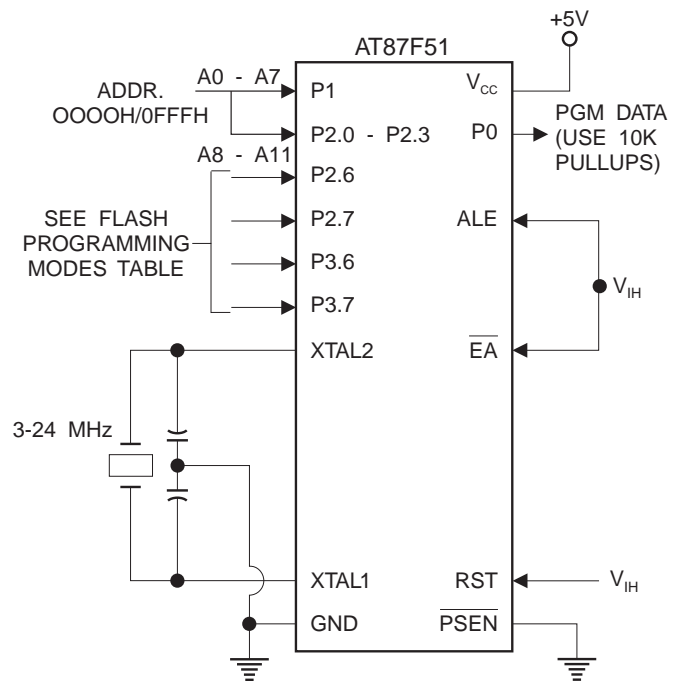 +5V
AT87F51
A0 - A7
ADDR.
OOOOH/0FFFH
P1
VCC
P2.0 - P2.3
P0
PGM DATA
(USE 10K
PULLUPS)
A8 - A11
P2.6
SEE FLASH
PROGRAMMING
MODES TABLE
P2.7
ALE
P3.6
VIH
P3.7
XTAL2
EA
3-24 MHz
XTAL1
RST
VIH
GND
PSEN